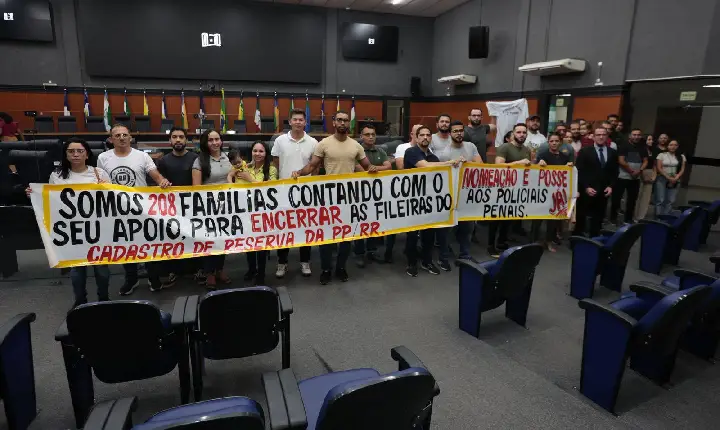 SOMOS 208 FAMÍLIAS CONTANDO COM O
SEU APOIO, PARA ENCERRAR AS FILEIRAS DO
CADASTRO DE RESERVA DA PP/RR.
NOMEAÇÃO E POSSE
AOS POLICIAIS
PENAIS. JÁ!